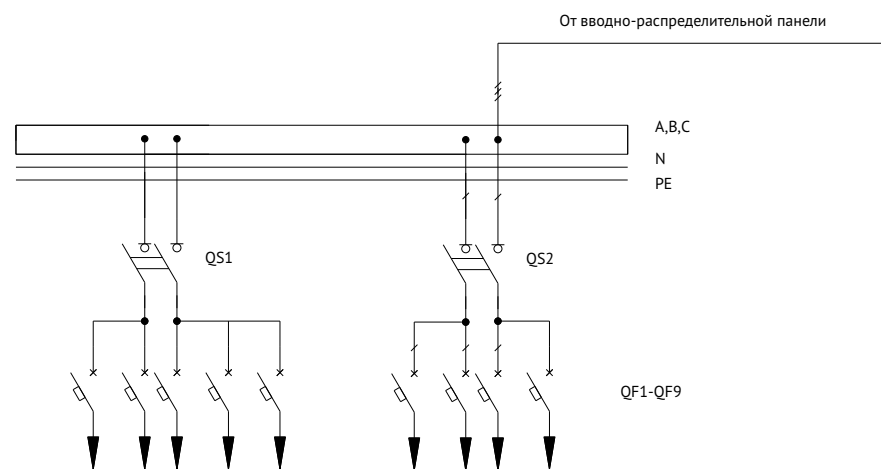 От вводно-распределительной панели
A,B,C
N
PE
QS1
QS2
QF1-QF9